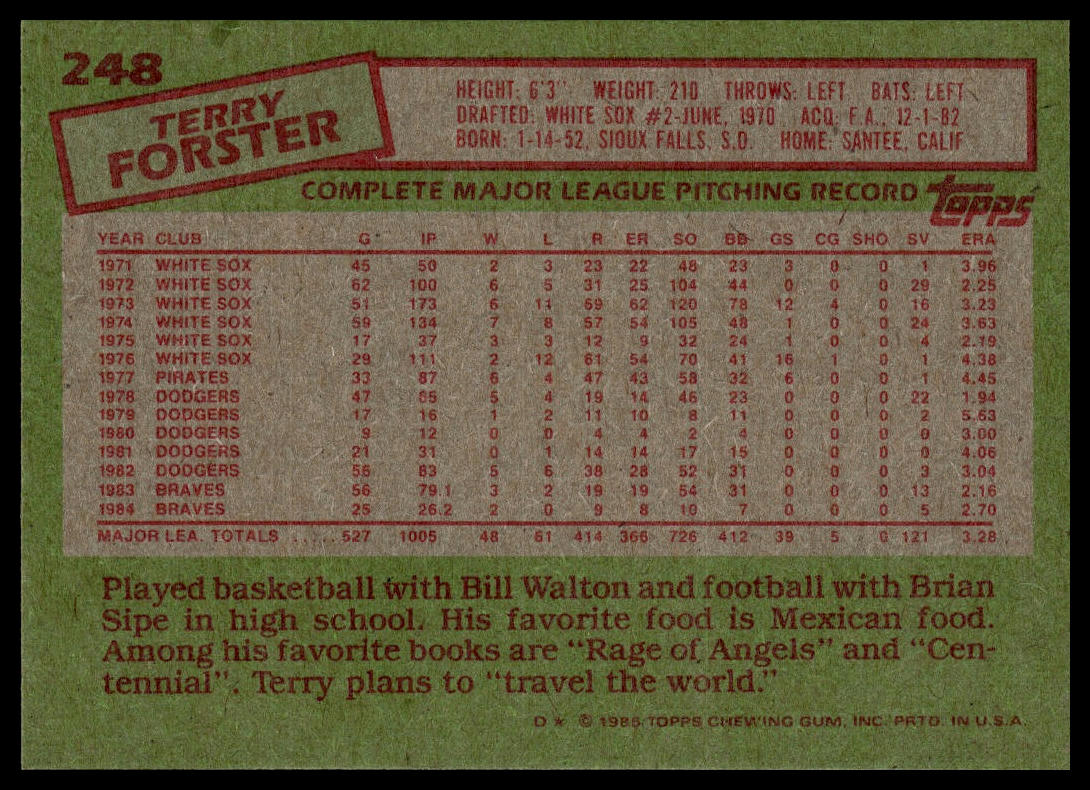 248
TERRY
FORSTER
HEIGHT: 6'3" WEIGHT: 210 THROWS: LEFT BATS: LEFT
DRAFTED: WHITE SOX #2-JUNE, 1970 ACQ: F.A., 12-1-82
BORN: 1-14-52, SIOUX FALLS, S.D. HOME: SANTEE, CALIF
COMPLETE MAJOR LEAGUE PITCHING RECORD
Topps
YEAR CLUB G IP W L R ER SO BB GS CG SHO SV ERA
1971 WHITE SOX 45 50 2 3 23 22 48 23 3 0 0 1 3.96
1972 WHITE SOX 62 100 6 5 31 25 104 44 0 0 0 29 2.25
1973 WHITE SOX 51 173 6 11 69 62 120 78 12 4 0 16 3.23
1974 WHITE SOX 59 134 7 8 57 54 105 48 1 0 0 24 3.63
1975 WHITE SOX 17 37 3 3 12 9 32 24 1 0 0 4 2.19
1976 WHITE SOX 29 111 2 12 61 54 70 41 16 1 0 1 4.38
1977 PIRATES 33 87 6 4 47 43 58 32 6 0 0 1 4.45
1978 DODGERS 47 65 5 4 19 14 46 23 0 0 0 22 1.94
1979 DODGERS 17 16 1 2 11 10 8 11 0 0 0 2 5.63
1980 DODGERS 9 12 0 0 4 4 2 4 0 0 0 0 3.00
1981 DODGERS 21 31 0 1 14 14 17 15 0 0 0 0 4.06
1982 DODGERS 56 83 5 6 38 28 52 31 0 0 0 3 3.04
1983 BRAVES 56 79.1 3 2 19 19 54 31 0 0 0 13 2.16
1984 BRAVES 25 26.2 2 0 9 8 10 7 0 0 0 5 2.70
MAJOR LEA. TOTALS ..... 527 1005 48 61 414 366 726 412 39 5 0 121 3.28
Played basketball with Bill Walton and football with Brian
Sipe in high school. His favorite food is Mexican food.
Among his favorite books are "Rage of Angels" and "Cen-
tennial". Terry plans to "travel the world."
D * © 1985 TOPPS CHEWING GUM, INC. PRTD. IN U.S.A.